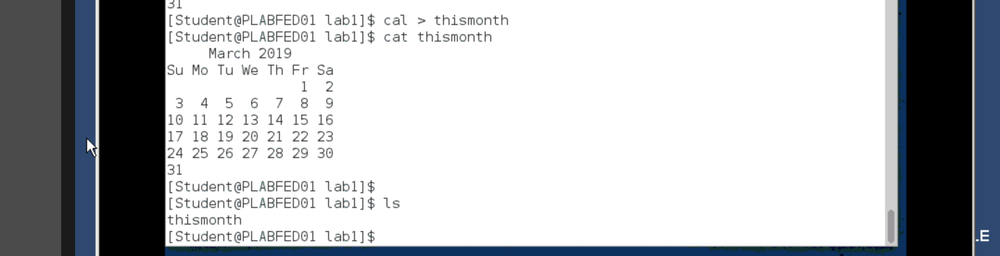 31
[Student@PLABFED01 lab1]$ cal > thismonth
[Student@PLABFED01 lab1]$ cat thismonth
     March 2019
Su Mo Tu We Th Fr Sa
                1  2
 3  4  5  6  7  8  9
10 11 12 13 14 15 16
17 18 19 20 21 22 23
24 25 26 27 28 29 30
31
[Student@PLABFED01 lab1]$
[Student@PLABFED01 lab1]$ ls
thismonth
[Student@PLABFED01 lab1]$
.E